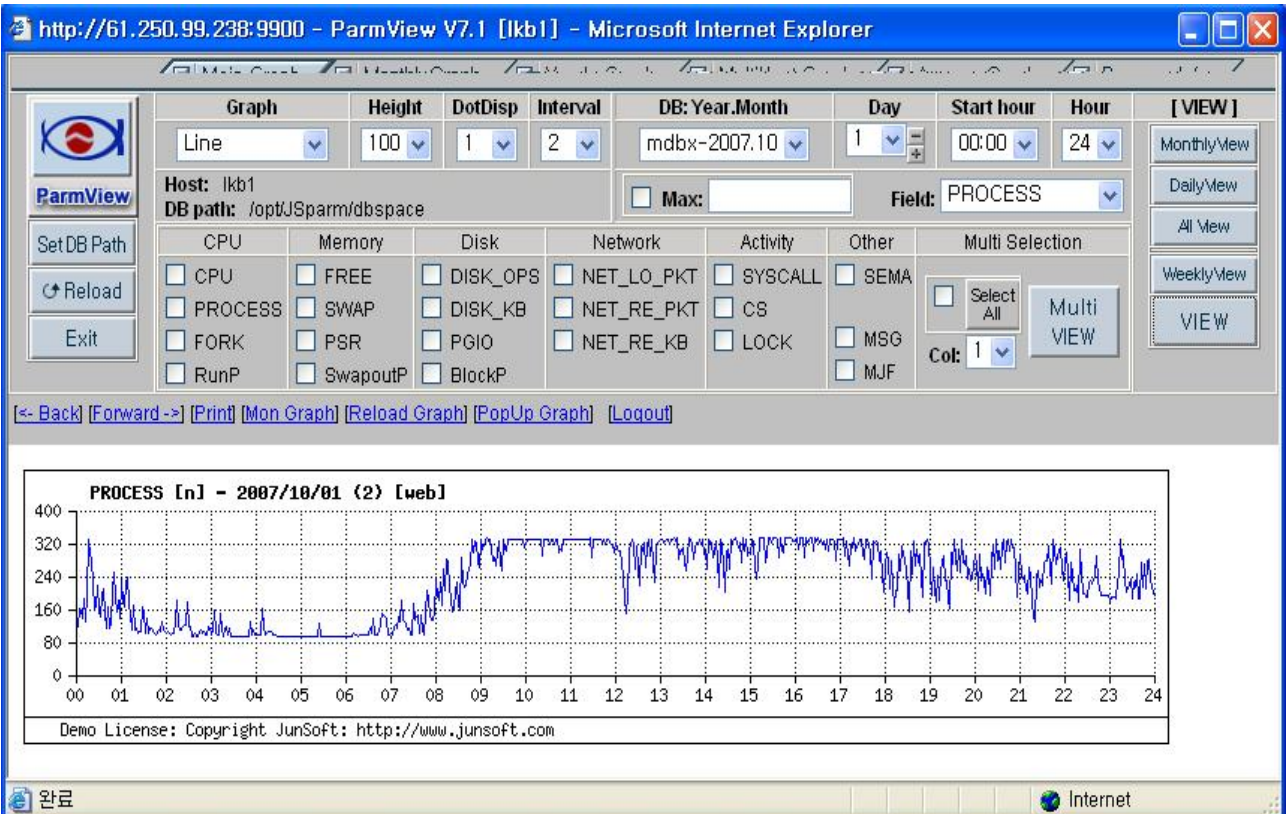 http://61.250.99.238:9900 - ParmView V7.1 [lkb1] - Microsoft Internet Explorer
Graph Height DotDisp Interval DB: Year.Month Day Start hour Hour [ VIEW ]
Line 100 1 2 mdbx-2007.10 1 00:00 24 MonthlyView
ParmView
Host: lkb1
DB path: /opt/JSparm/dbspace
Max: Field: PROCESS
DailyView
All View
Set DB Path
CPU Memory Disk Network Activity Other Multi Selection
WeeklyView
Reload
CPU FREE DISK_OPS NET_LO_PKT SYSCALL SEMA
PROCESS SWAP DISK_KB NET_RE_PKT CS
Select All
Multi VIEW
VIEW
Exit
FORK PSR PGIO NET_RE_KB LOCK MSG
Col: 1
RunP SwapoutP BlockP MJF
[<- Back] [Forward ->] [Print] [Mon Graph] [Reload Graph] [PopUp Graph] [Logout]
PROCESS [n] - 2007/10/01 (2) [web]
400
320
240
160
80
0
00 01 02 03 04 05 06 07 08 09 10 11 12 13 14 15 16 17 18 19 20 21 22 23 24
Demo License: Copyright JunSoft: http://www.junsoft.com
완료
Internet